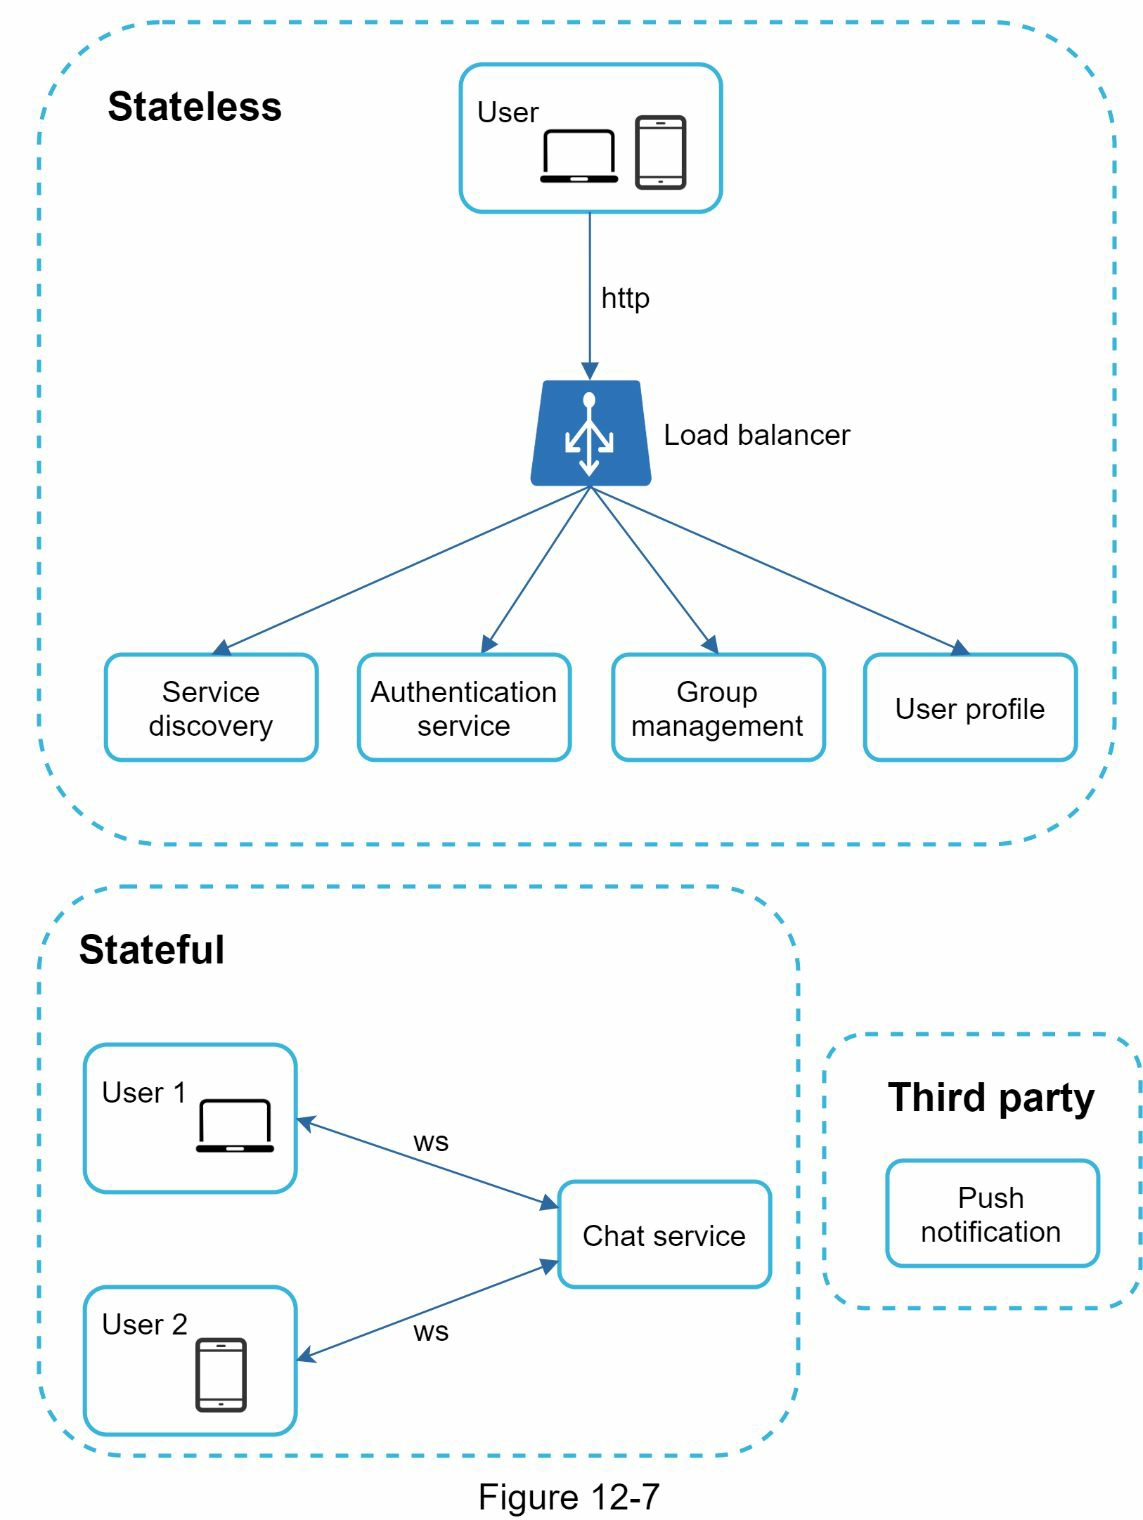 Stateless
User
http
Load balancer
Service
discovery
Authentication
service
Group
management
User profile
Stateful
User 1
ws
Chat service
User 2
ws
Third party
Push
notification
Figure 12-7